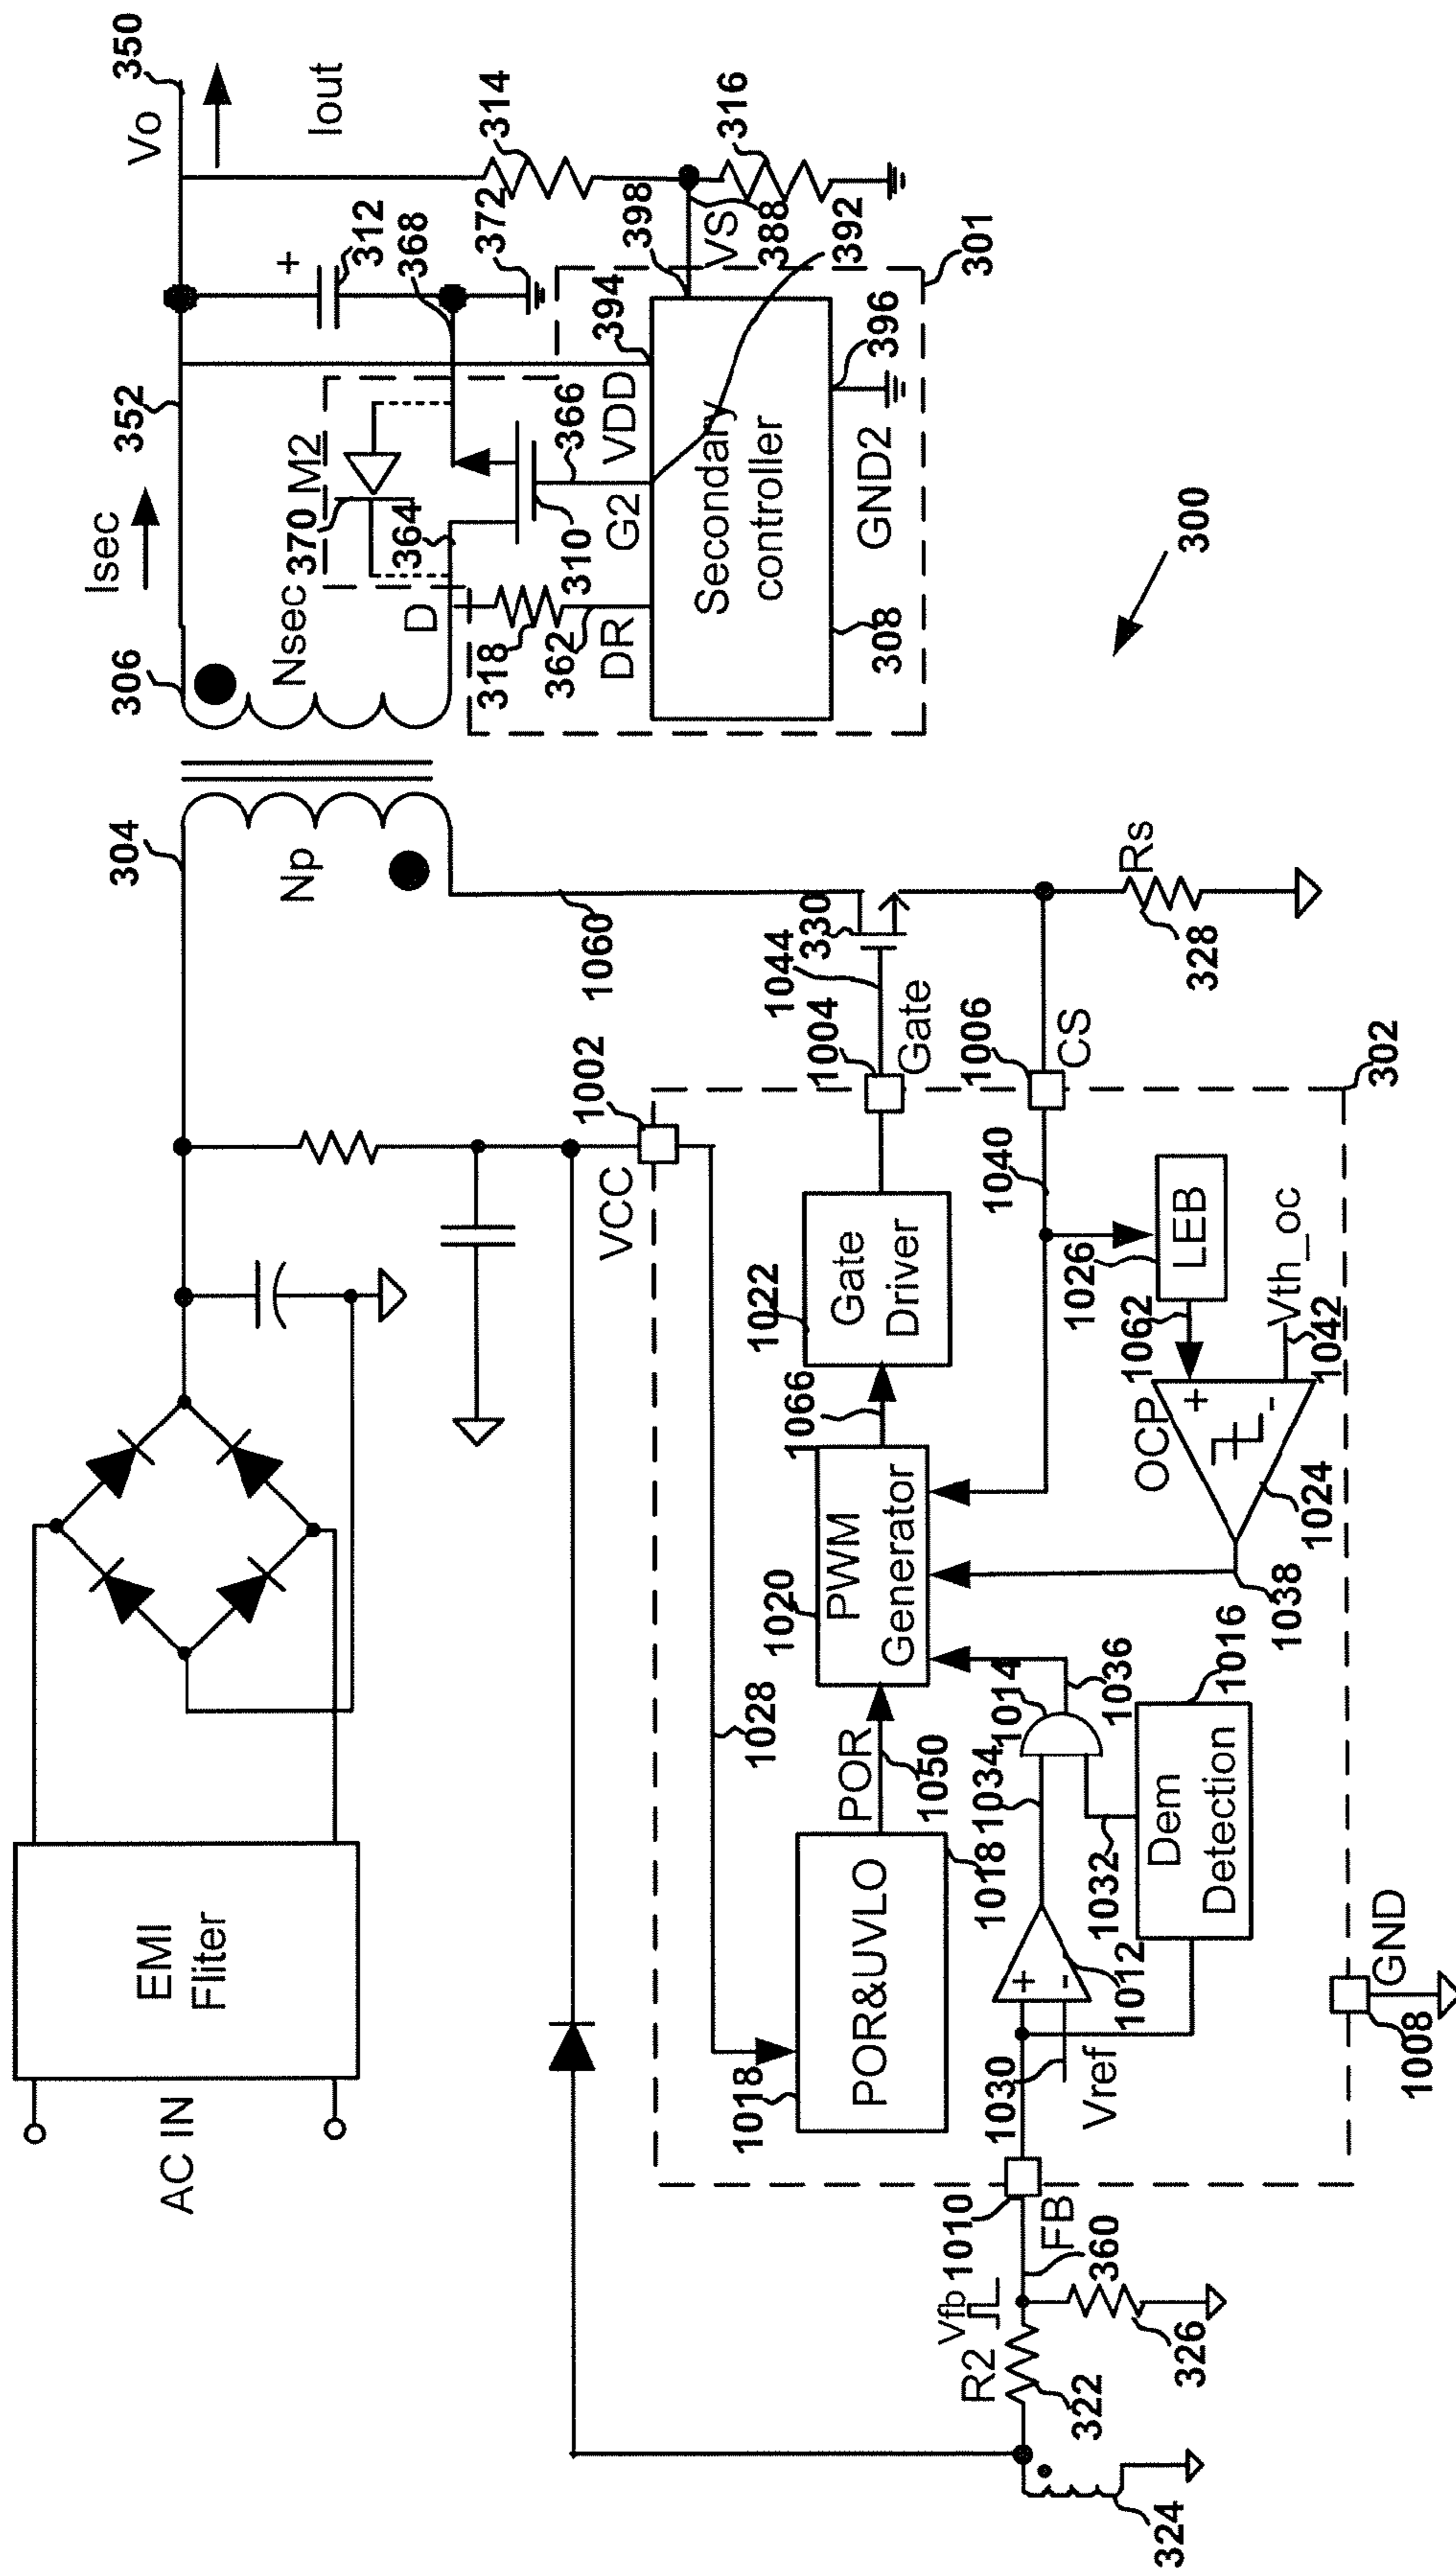 AC IN
EMI
Fliter
304
Np
306
Nsec
Isec
352
Vo
350
Iout
+
312
368
372
314
316
370
M2
364
D
318
362
DR
310
G2
366
VDD
394
398
VS
388
392
Secondary
controller
308
GND2
396
301
300
1060
1002
VCC
1028
1018
POR&UVLO
1018
POR
1050
1020
PWM
Generator
1066
1022
Gate
Driver
1004
Gate
1044
330
1006
CS
1040
Rs
328
302
1026
LEB
1062
Vth_oc
1042
OCP
+
-
1024
1038
1014
1036
1034
1032
1016
Dem
Detection
+
-
1012
1030
Vref
1010
FB
360
Vfb
R2
322
326
324
GND
1008